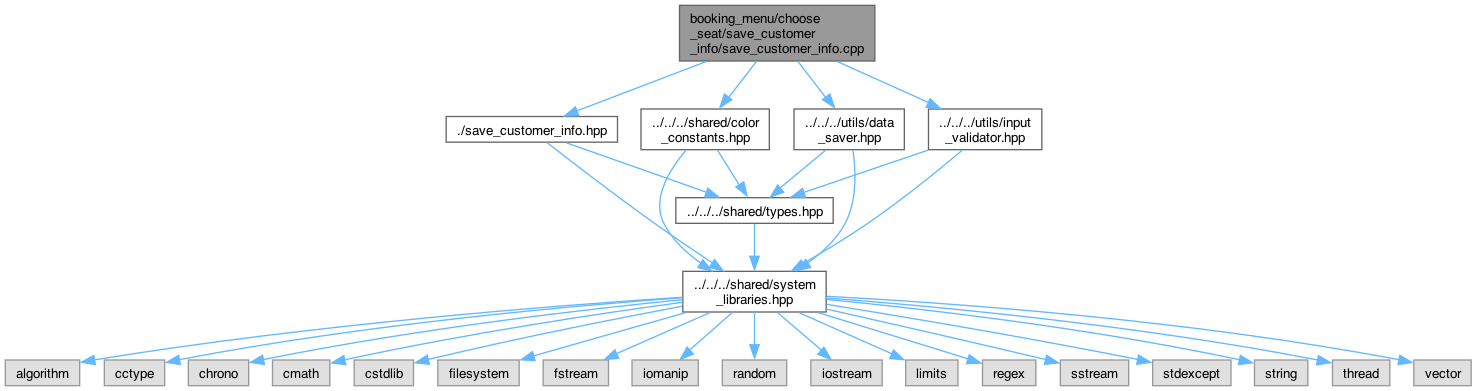 booking_menu/choose
_seat/save_customer
_info/save_customer_info.cpp
./save_customer_info.hpp
../../../shared/color
_constants.hpp
../../../utils/data
_saver.hpp
../../../utils/input
_validator.hpp
../../../shared/types.hpp
../../../shared/system
_libraries.hpp
algorithm
cctype
chrono
cmath
cstdlib
filesystem
fstream
iomanip
random
iostream
limits
regex
sstream
stdexcept
string
thread
vector